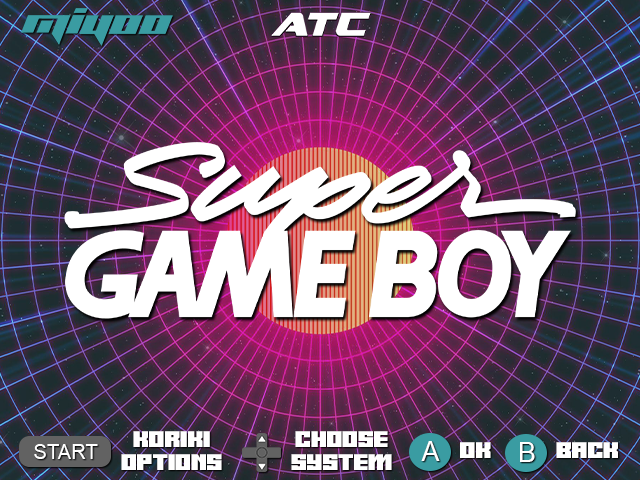 miyoo
ATC
Super
GAME BOY
START
KORIKI
OPTIONS
CHOOSE
SYSTEM
A OK
B BACK